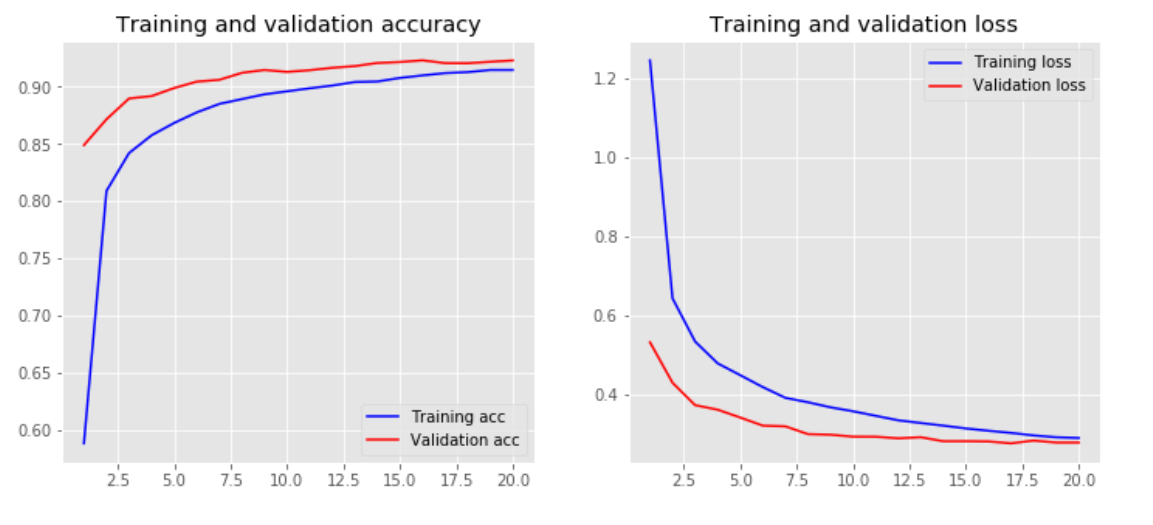 Training and validation accuracy
0.90
0.85
0.80
0.75
0.70
0.65
0.60
Training acc
Validation acc
2.5 5.0 7.5 10.0 12.5 15.0 17.5 20.0
Training and validation loss
Training loss
Validation loss
1.2
1.0
0.8
0.6
0.4
2.5 5.0 7.5 10.0 12.5 15.0 17.5 20.0